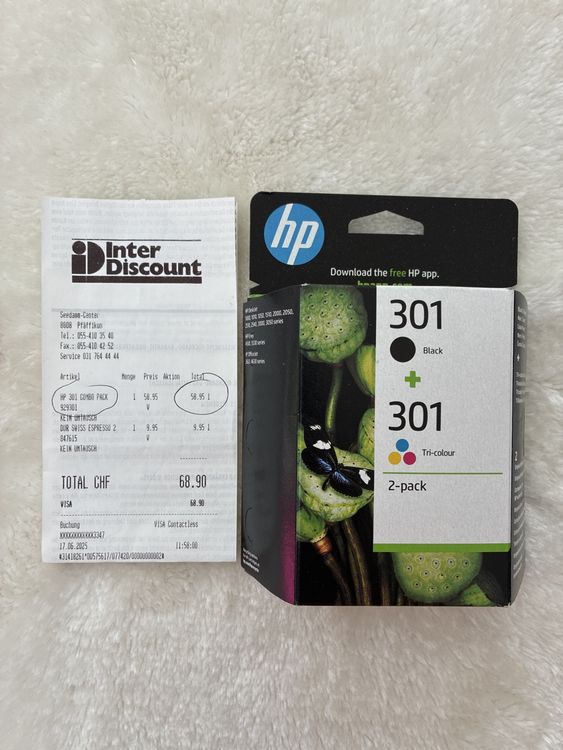 iD Inter
Discount
Seedamm-Center
8808 Pfäffikon
Tel.: 055-410 35 40
Fax.: 055-410 42 52
Service 031 764 44 44
Artikel Menge Preis Aktion Total
HP 301 COMBO PACK 1 58.95 58.95 1
929301 V
KEIN UMTAUSCH
DUR SWISS ESPRESSO 2 1 9.95 9.95 1
847615 V
KEIN UMTAUSCH
TOTAL CHF 68.90
VISA 68.90
Buchung VISA Contactless
XXXXXXXXXXXX3347
17.06.2025 11:58:00
hp
Download the free HP app.
301
Black
+
301
Tri-colour
2-pack